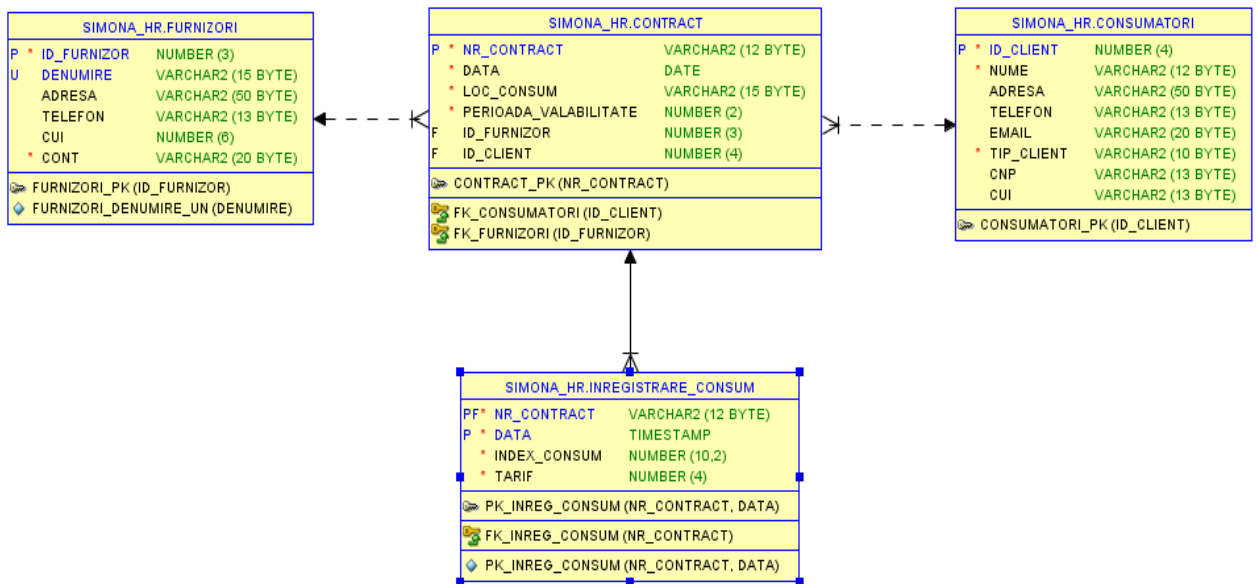 SIMONA_HR.FURNIZORI
P * ID_FURNIZOR NUMBER (3)
U DENUMIRE VARCHAR2 (15 BYTE)
ADRESA VARCHAR2 (50 BYTE)
TELEFON VARCHAR2 (13 BYTE)
CUI NUMBER (6)
* CONT VARCHAR2 (20 BYTE)
FURNIZORI_PK (ID_FURNIZOR)
FURNIZORI_DENUMIRE_UN (DENUMIRE)
SIMONA_HR.CONTRACT
P * NR_CONTRACT VARCHAR2 (12 BYTE)
* DATA DATE
* LOC_CONSUM VARCHAR2 (15 BYTE)
* PERIOADA_VALABILITATE NUMBER (2)
F ID_FURNIZOR NUMBER (3)
F ID_CLIENT NUMBER (4)
CONTRACT_PK (NR_CONTRACT)
FK_CONSUMATORI (ID_CLIENT)
FK_FURNIZORI (ID_FURNIZOR)
SIMONA_HR.CONSUMATORI
P * ID_CLIENT NUMBER (4)
* NUME VARCHAR2 (12 BYTE)
ADRESA VARCHAR2 (50 BYTE)
TELEFON VARCHAR2 (13 BYTE)
EMAIL VARCHAR2 (20 BYTE)
* TIP_CLIENT VARCHAR2 (10 BYTE)
CNP VARCHAR2 (13 BYTE)
CUI VARCHAR2 (13 BYTE)
CONSUMATORI_PK (ID_CLIENT)
SIMONA_HR.INREGISTRARE_CONSUM
PF* NR_CONTRACT VARCHAR2 (12 BYTE)
P * DATA TIMESTAMP
* INDEX_CONSUM NUMBER (10,2)
* TARIF NUMBER (4)
PK_INREG_CONSUM (NR_CONTRACT, DATA)
FK_INREG_CONSUM (NR_CONTRACT)
PK_INREG_CONSUM (NR_CONTRACT, DATA)